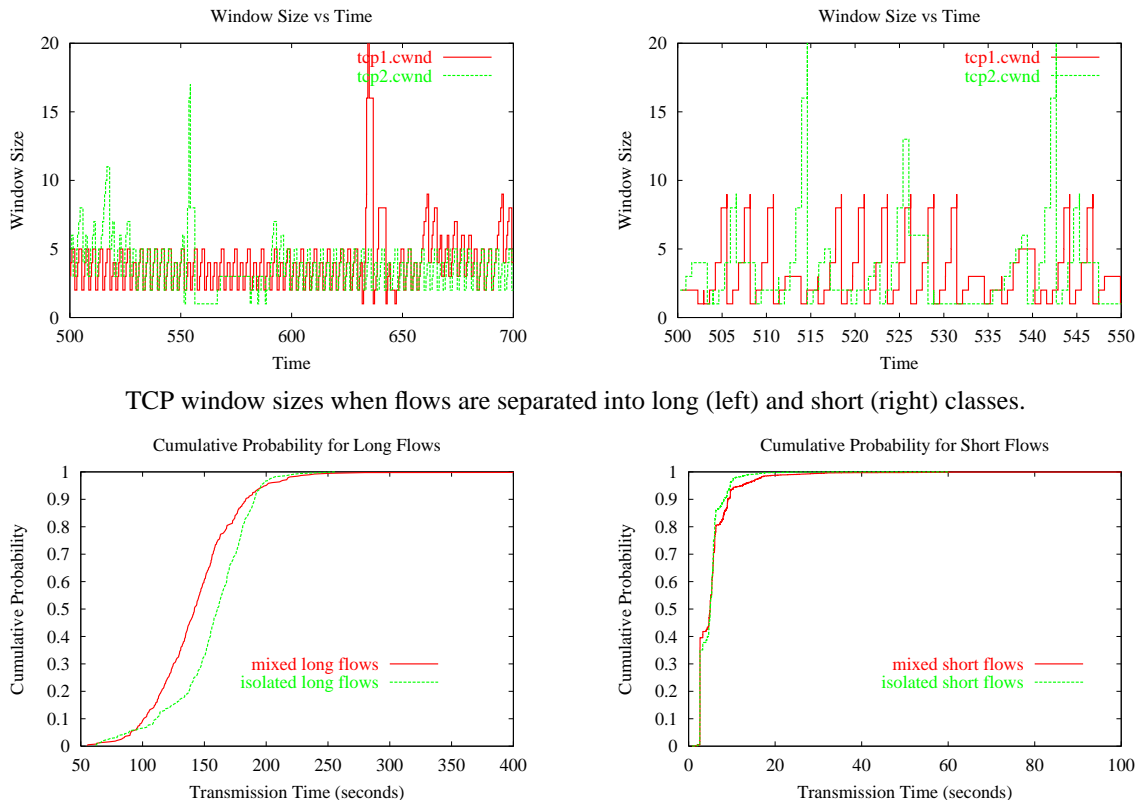 Window Size vs Time
20
15
10
5
0
500
550
600
650
700
Window Size
Time
tcp1.cwnd
tcp2.cwnd
Window Size vs Time
20
15
10
5
0
500 505 510 515 520 525 530 535 540 545 550
Window Size
Time
tcp1.cwnd
tcp2.cwnd
TCP window sizes when flows are separated into long (left) and short (right) classes.
Cumulative Probability for Long Flows
1
0.9
0.8
0.7
0.6
0.5
0.4
0.3
0.2
0.1
0
50 100 150 200 250 300 350 400
Cumulative Probability
Transmission Time (seconds)
mixed long flows
isolated long flows
Cumulative Probability for Short Flows
1
0.9
0.8
0.7
0.6
0.5
0.4
0.3
0.2
0.1
0
0 20 40 60 80 100
Cumulative Probability
Transmission Time (seconds)
mixed short flows
isolated short flows